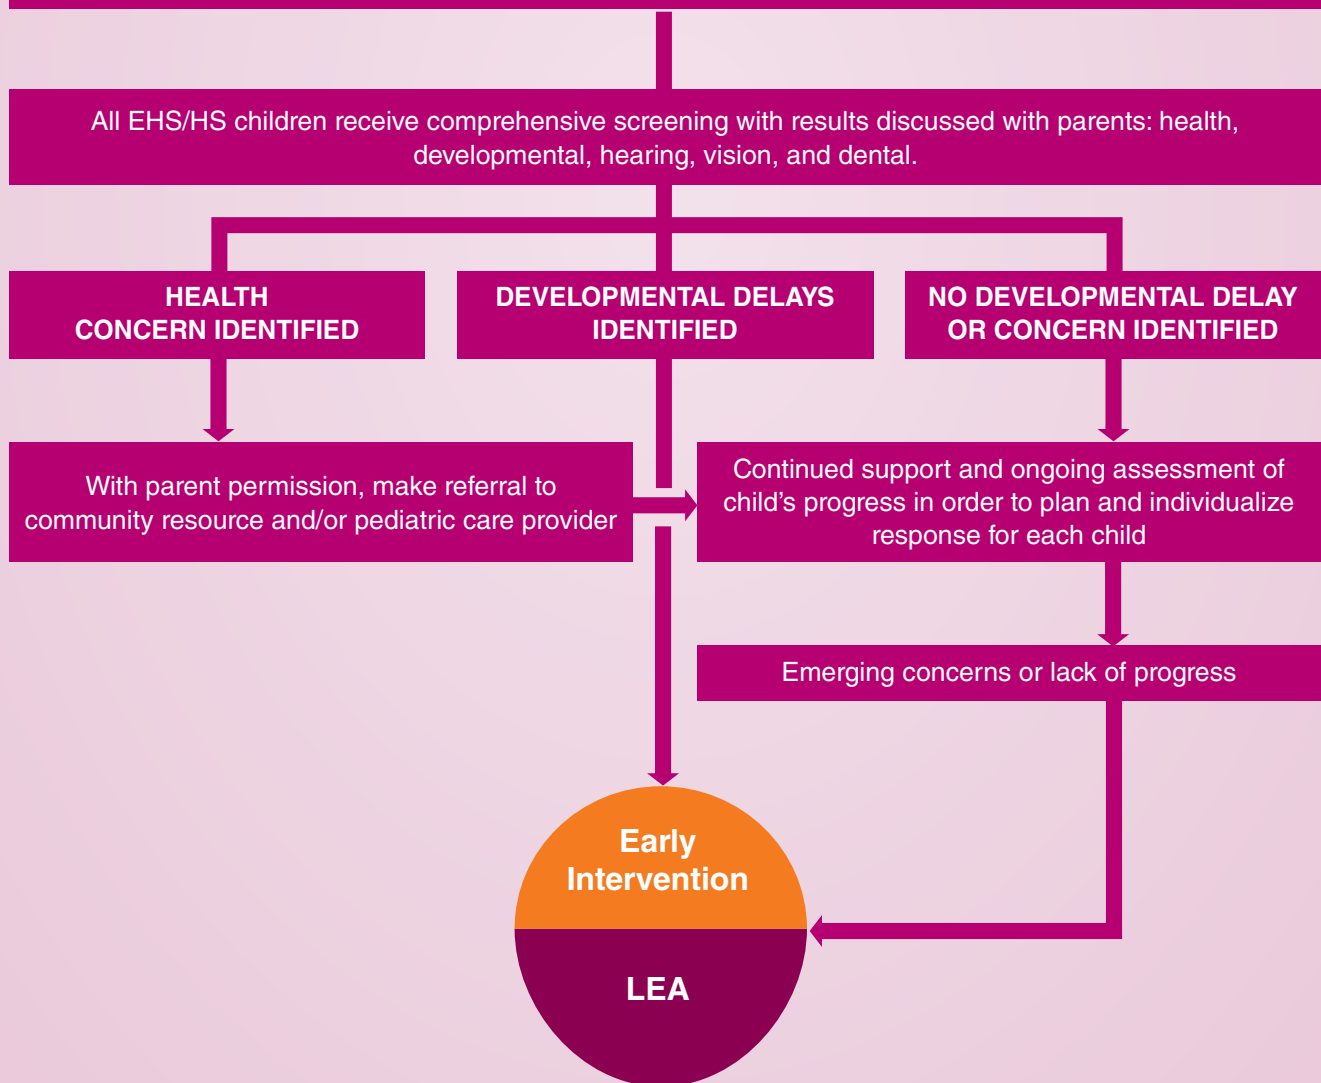 All EHS/HS children receive comprehensive screening with results discussed with parents: health,
developmental, hearing, vision, and dental.
HEALTH
CONCERN IDENTIFIED
DEVELOPMENTAL DELAYS
IDENTIFIED
NO DEVELOPMENTAL DELAY
OR CONCERN IDENTIFIED
With parent permission, make referral to
community resource and/or pediatric care provider
Continued support and ongoing assessment of
child’s progress in order to plan and individualize
response for each child
Emerging concerns or lack of progress
Early
Intervention
LEA